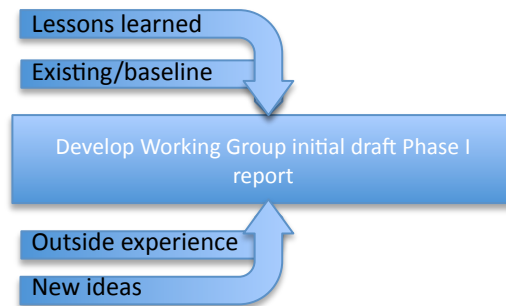 Lessons learned
Existing/baseline
Develop Working Group initial draft Phase I
report
Outside experience
New ideas